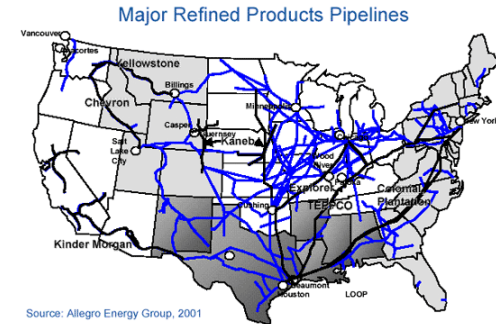 Major Refined Products Pipelines
Vancouver
Anacortes
Yellowstone
Billings
Minneapolis
Chevron
Casper
Guernsey
Kaneb
New York
Salt
Lake
City
Wood
River
Explorer
Patoka
Colonial
Plantation
Cushing
TEPPCO
Kinder Morgan
Beaumont
Houston
LOOP
Source: Allegro Energy Group, 2001